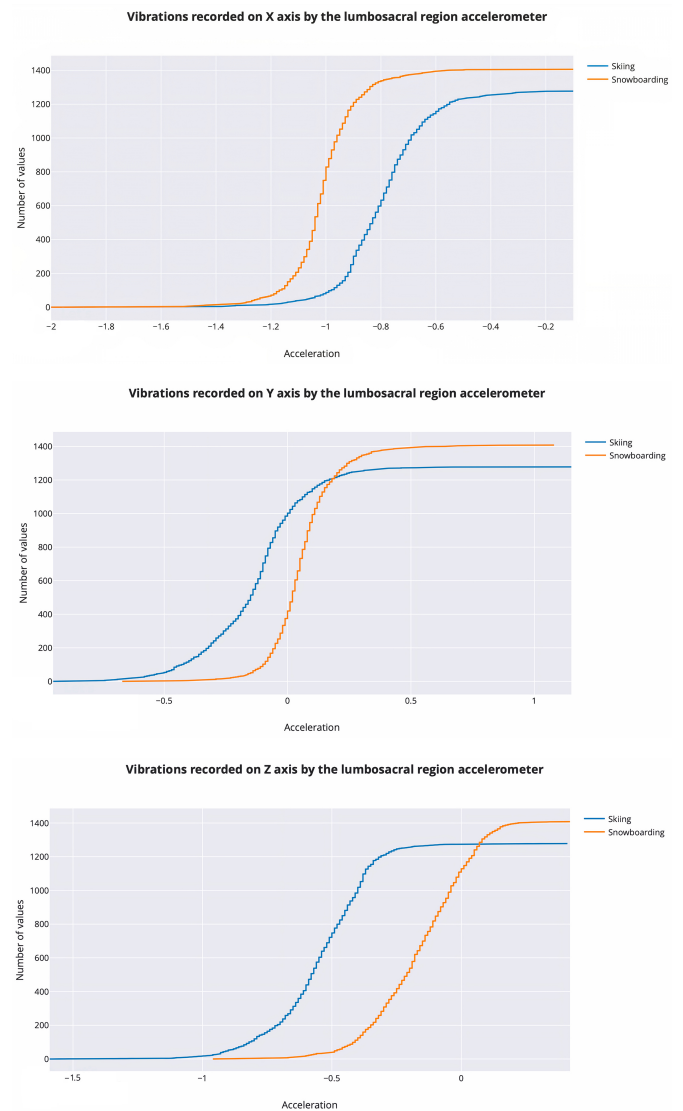 Vibrations recorded on X axis by the lumbosacral region accelerometer
Skiing
Snowboarding
Number of values
1400
1200
1000
800
600
400
200
0
−2 −1.8 −1.6 −1.4 −1.2 −1 −0.8 −0.6 −0.4 −0.2
Acceleration
Vibrations recorded on Y axis by the lumbosacral region accelerometer
Skiing
Snowboarding
Number of values
1400
1200
1000
800
600
400
200
0
−0.5 0 0.5 1
Acceleration
Vibrations recorded on Z axis by the lumbosacral region accelerometer
Skiing
Snowboarding
Number of values
1400
1200
1000
800
600
400
200
0
−1.5 −1 −0.5 0
Acceleration